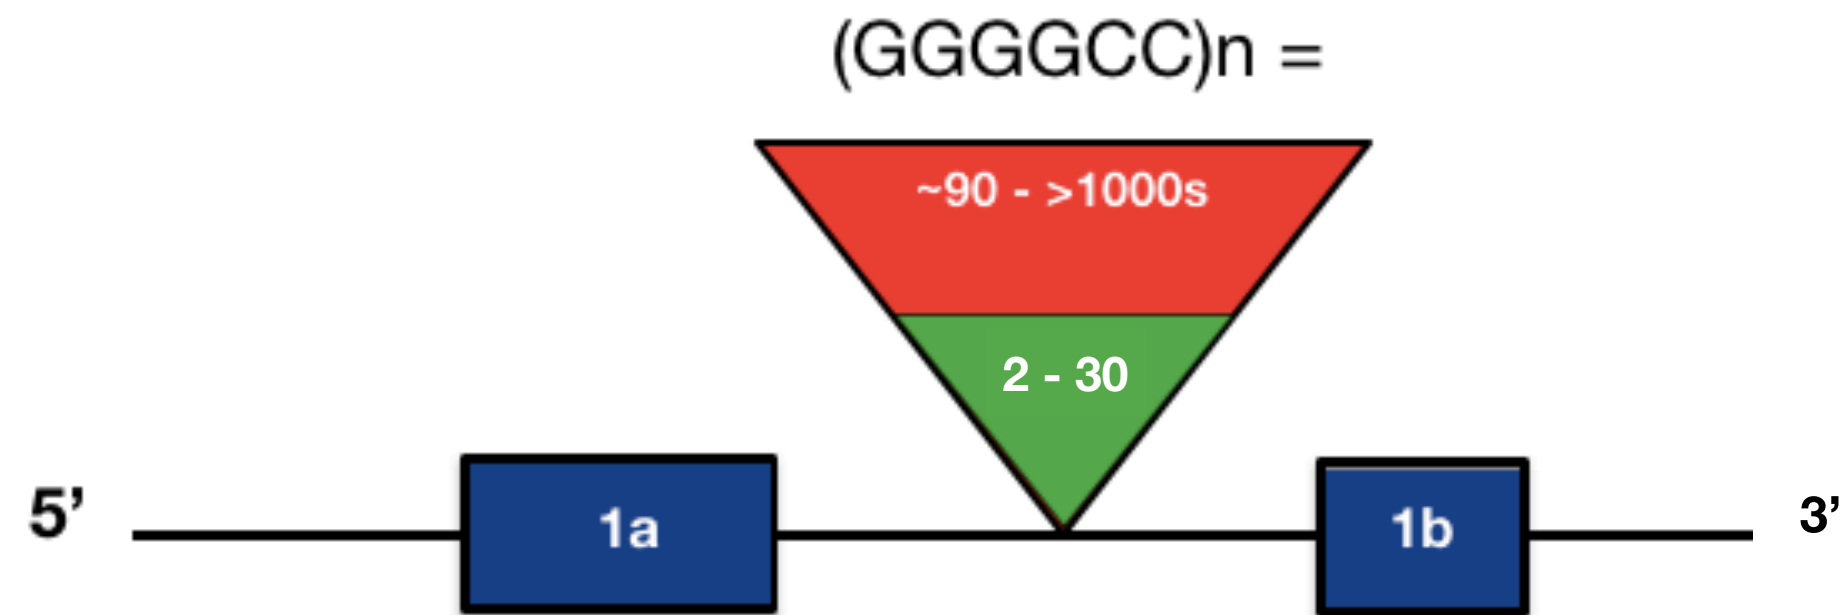 (GGGGCC)n =
~90 - >1000s
2 - 30
5’ 1a 1b 3’